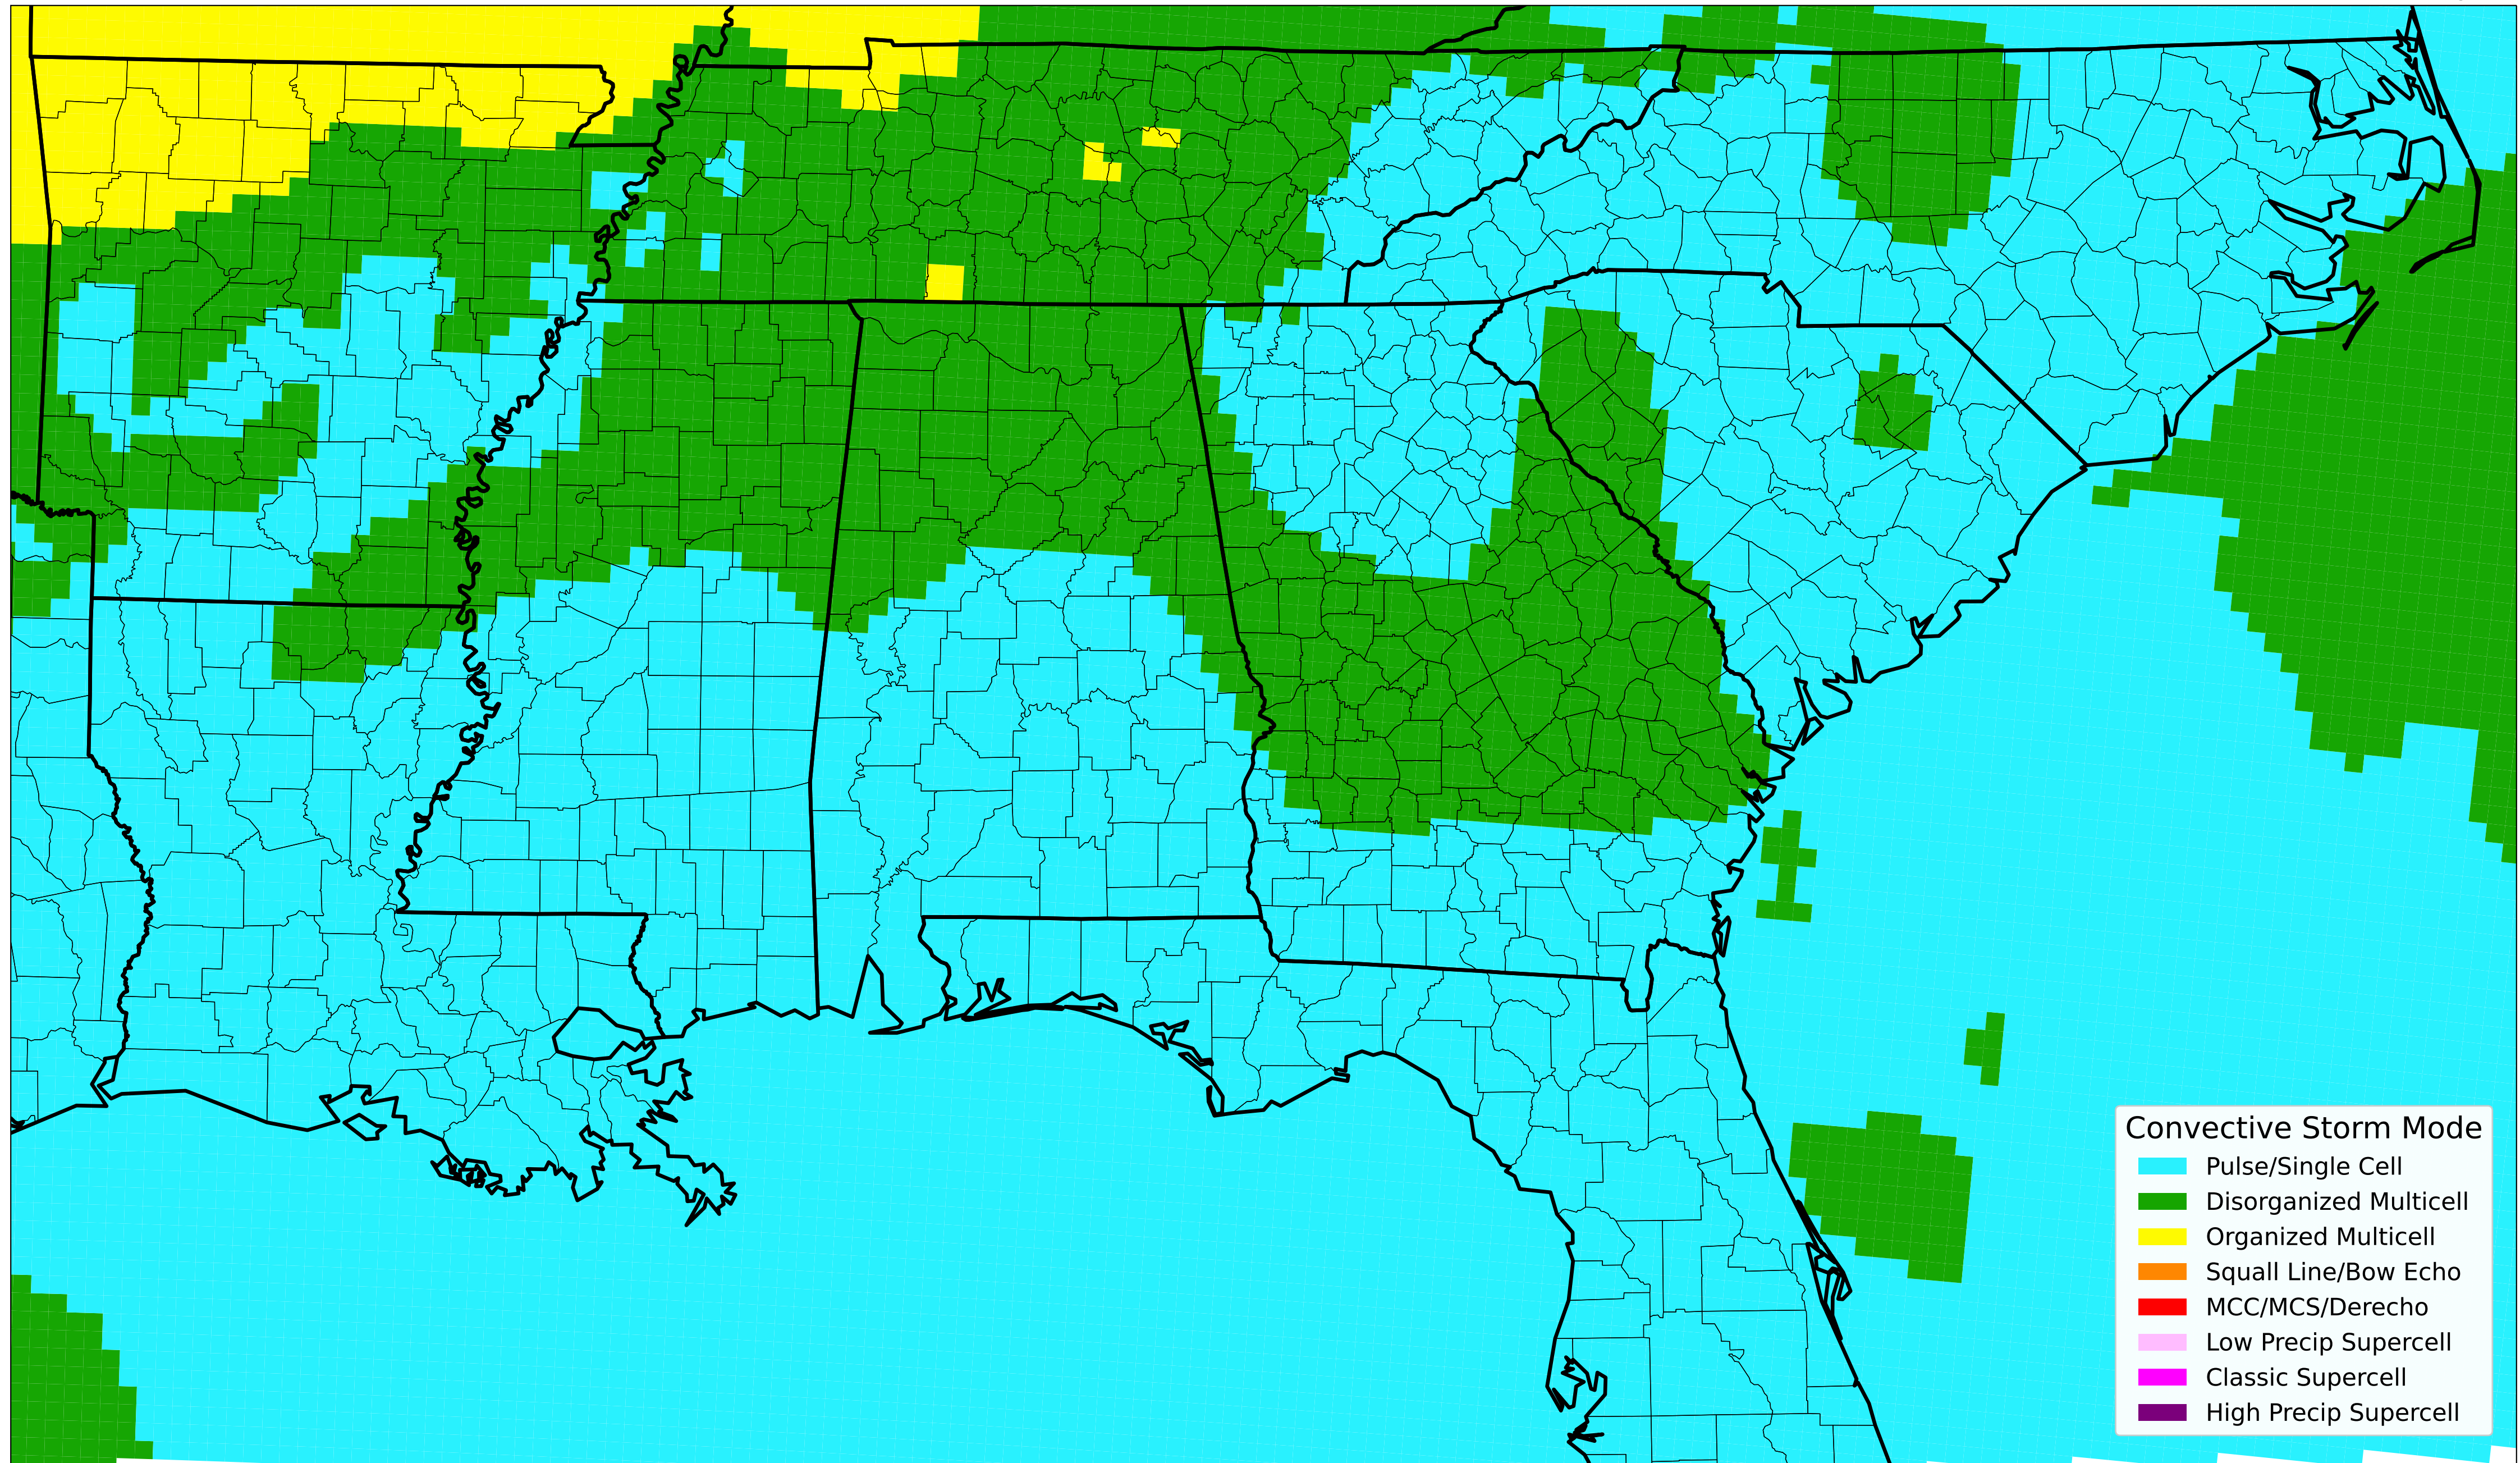 Convective Storm Mode
Pulse/Single Cell
Disorganized Multicell
Organized Multicell
Squall Line/Bow Echo
MCC/MCS/Derecho
Low Precip Supercell
Classic Supercell
High Precip Supercell